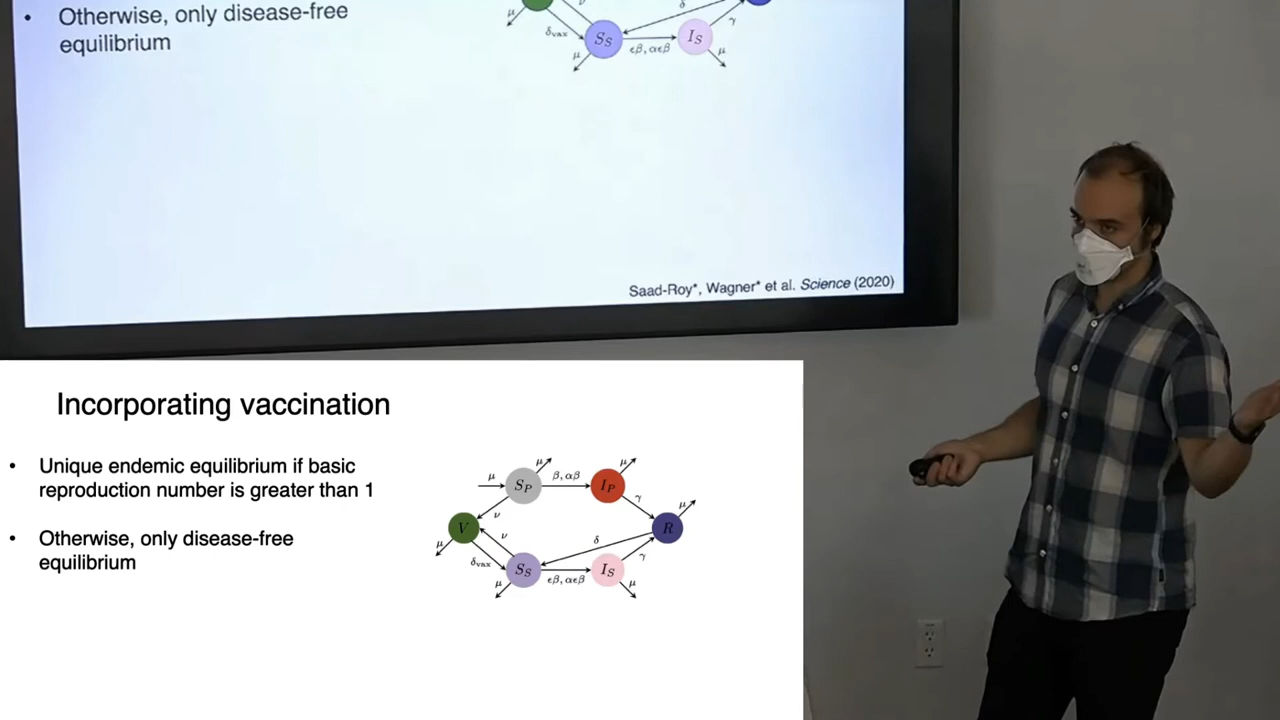 • Otherwise, only disease-free
equilibrium
μ
ν
δ
δvax
S_S
εβ, αεβ
I_S
γ
μ
μ
Saad-Roy*, Wagner* et al. Science (2020)
Incorporating vaccination
• Unique endemic equilibrium if basic
reproduction number is greater than 1
• Otherwise, only disease-free
equilibrium
μ
S_P
μ
β, αβ
I_P
μ
γ
ν
V
μ
ν
δvax
δ
R
μ
S_S
μ
ϵβ, αϵβ
I_S
γ
μ